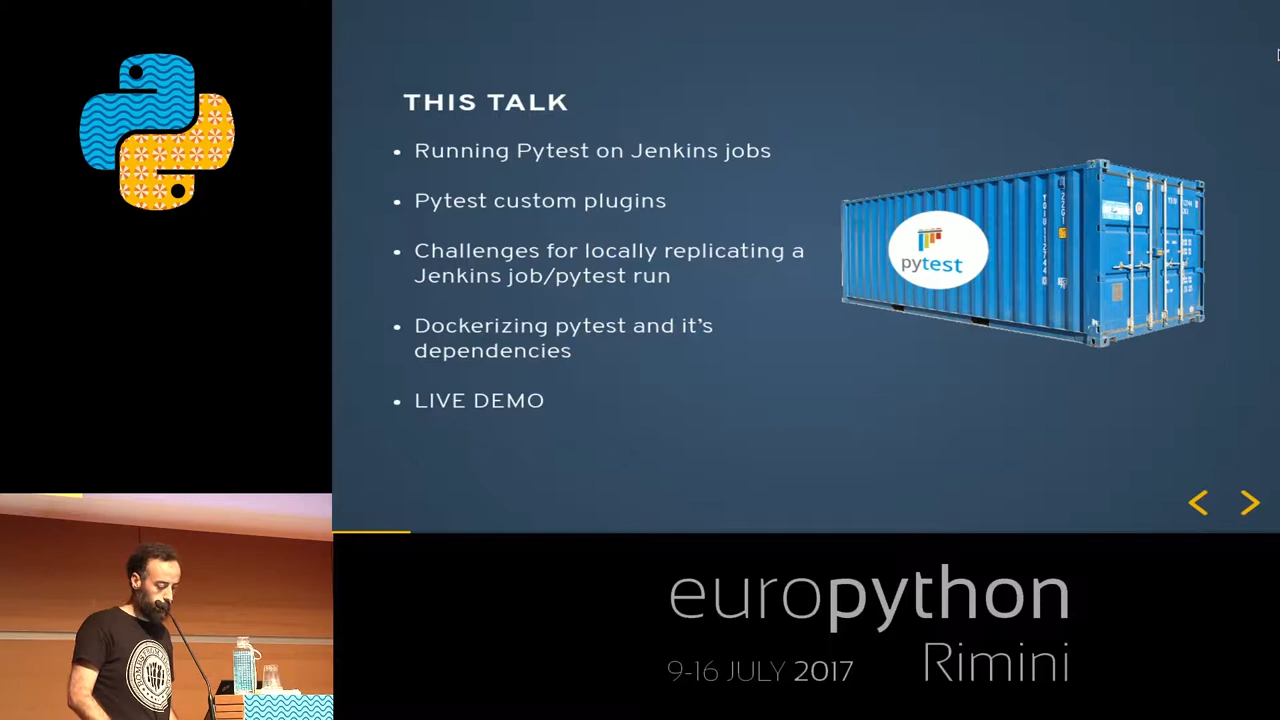 THIS TALK
• Running Pytest on Jenkins jobs
• Pytest custom plugins
• Challenges for locally replicating a
Jenkins job/pytest run
• Dockerizing pytest and it's
dependencies
• LIVE DEMO
pytest
europython
9-16 JULY 2017
Rimini